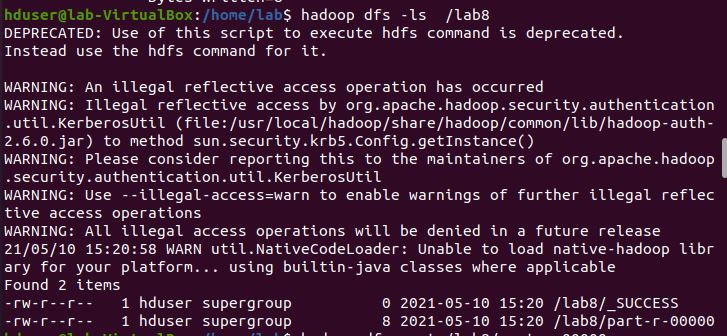 hduser@lab-VirtualBox:/home/lab$ hadoop dfs -ls  /lab8
DEPRECATED: Use of this script to execute hdfs command is deprecated.
Instead use the hdfs command for it.

WARNING: An illegal reflective access operation has occurred
WARNING: Illegal reflective access by org.apache.hadoop.security.authentication
.util.KerberosUtil (file:/usr/local/hadoop/share/hadoop/common/lib/hadoop-auth-
2.6.0.jar) to method sun.security.krb5.Config.getInstance()
WARNING: Please consider reporting this to the maintainers of org.apache.hadoop
.security.authentication.util.KerberosUtil
WARNING: Use --illegal-access=warn to enable warnings of further illegal reflec
tive access operations
WARNING: All illegal access operations will be denied in a future release
21/05/10 15:20:58 WARN util.NativeCodeLoader: Unable to load native-hadoop libr
ary for your platform... using builtin-java classes where applicable
Found 2 items
-rw-r--r--   1 hduser supergroup          0 2021-05-10 15:20 /lab8/_SUCCESS
-rw-r--r--   1 hduser supergroup          8 2021-05-10 15:20 /lab8/part-r-00000